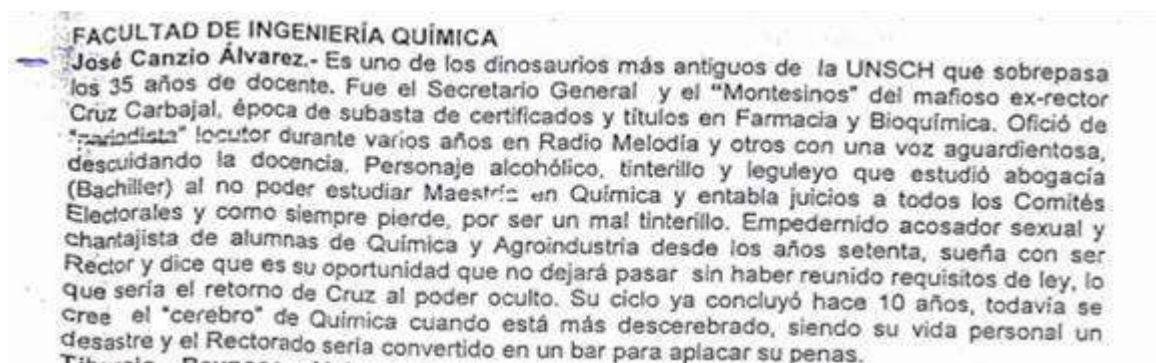 FACULTAD DE INGENIERÍA QUÍMICA
José Canzio Álvarez.- Es uno de los dinosaurios más antiguos de la UNSCH que sobrepasa
los 35 años de docente. Fue el Secretario General y el "Montesinos" del mafioso ex-rector
Cruz Carbajal, época de subasta de certificados y títulos en Farmacia y Bioquímica. Ofició de
"periodista" locutor durante varios años en Radio Melodía y otros con una voz aguardientosa,
descuidando la docencia. Personaje alcohólico, tinterillo y leguleyo que estudió abogacía
(Bachiller) al no poder estudiar Maestría en Química y entabla juicios a todos los Comités
Electorales y como siempre pierde, por ser un mal tinterillo. Empedernido acosador sexual y
chantajista de alumnas de Química y Agroindustria desde los años setenta, sueña con ser
Rector y dice que es su oportunidad que no dejará pasar sin haber reunido requisitos de ley, lo
que sería el retorno de Cruz al poder oculto. Su ciclo ya concluyó hace 10 años, todavía se
cree el "cerebro" de Química cuando está más descerebrado, siendo su vida personal un
desastre y el Rectorado sería convertido en un bar para aplacar su penas.